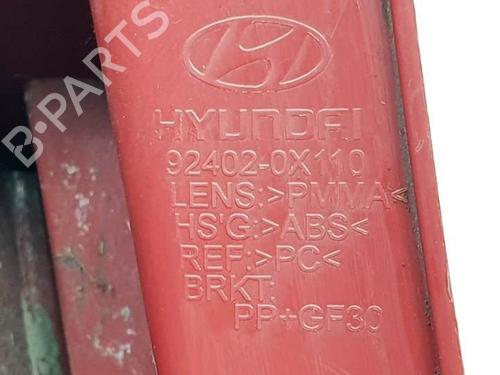 B-PARTS
HYUNDAI
92402-0X110
LENS:>PMMA<
HS'G:>ABS<
REF:>PC<
BRKT:
PP+GF30